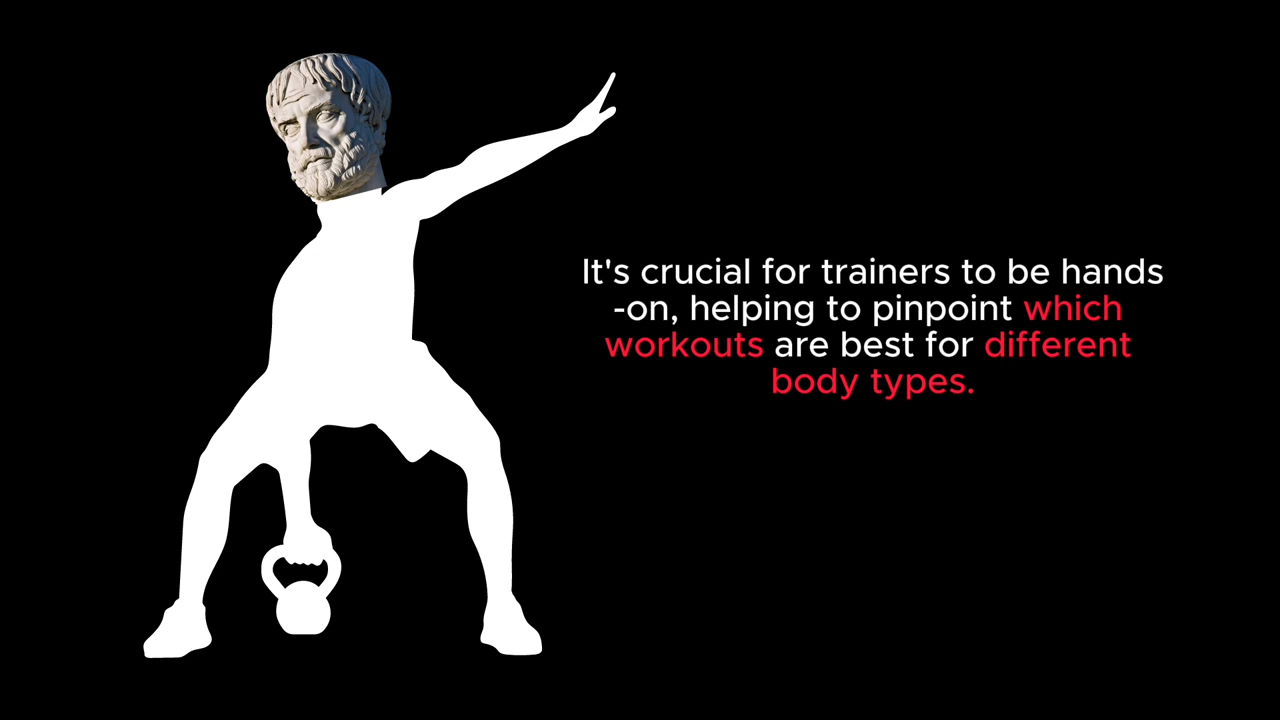 It's crucial for trainers to be hands
-on, helping to pinpoint which
workouts are best for different
body types.